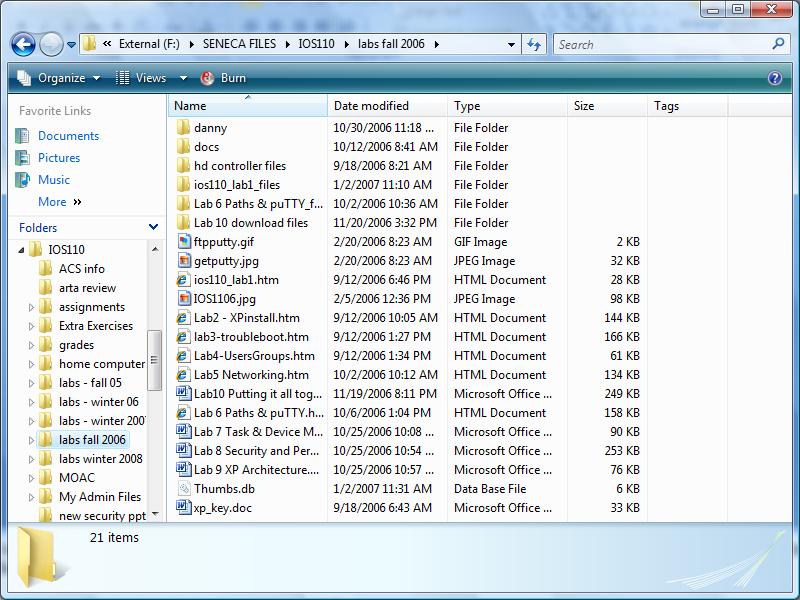 « External (F:) ▸ SENECA FILES ▸ IOS110 ▸ labs fall 2006 ▸ Search
Organize Views Burn
Favorite Links
Documents
Pictures
Music
More »
Folders
IOS110
ACS info
arta review
assignments
Extra Exercises
grades
home computer
labs - fall 05
labs - winter 06
labs - winter 200
labs fall 2006
labs winter 2008
MOAC
My Admin Files
new security ppt
Name Date modified Type Size Tags
danny 10/30/2006 11:18 ... File Folder
docs 10/12/2006 8:41 AM File Folder
hd controller files 9/18/2006 8:21 AM File Folder
ios110_lab1_files 1/2/2007 11:10 AM File Folder
Lab 6 Paths & puTTY_f... 10/2/2006 10:36 AM File Folder
Lab 10 download files 11/20/2006 3:32 PM File Folder
ftpputty.gif 2/20/2006 8:23 AM GIF Image 2 KB
getputty.jpg 2/20/2006 8:23 AM JPEG Image 32 KB
ios110_lab1.htm 9/12/2006 6:46 PM HTML Document 28 KB
IOS1106.jpg 2/5/2006 12:36 PM JPEG Image 98 KB
Lab2 - XPinstall.htm 9/12/2006 10:05 AM HTML Document 144 KB
lab3-troubleboot.htm 9/12/2006 1:27 PM HTML Document 166 KB
Lab4-UsersGroups.htm 9/12/2006 1:34 PM HTML Document 61 KB
Lab5 Networking.htm 10/2/2006 10:12 AM HTML Document 134 KB
Lab10 Putting it all tog... 11/19/2006 8:11 PM Microsoft Office ... 249 KB
Lab 6 Paths & puTTY.h... 10/6/2006 1:04 PM HTML Document 158 KB
Lab 7 Task & Device M... 10/25/2006 10:08 ... Microsoft Office ... 90 KB
Lab 8 Security and Per... 10/25/2006 10:54 ... Microsoft Office ... 253 KB
Lab 9 XP Architecture.... 10/25/2006 10:57 ... Microsoft Office ... 76 KB
Thumbs.db 1/2/2007 11:31 AM Data Base File 6 KB
xp_key.doc 9/18/2006 6:43 AM Microsoft Office ... 33 KB
21 items